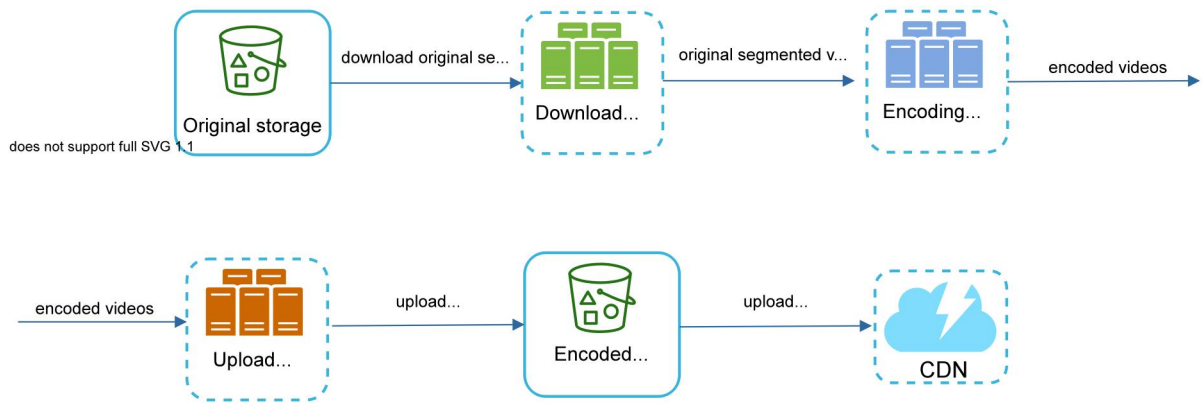 download original se...
original segmented v...
encoded videos
Original storage
Download...
Encoding...
does not support full SVG 1.1
encoded videos
upload...
upload...
Upload...
Encoded...
CDN